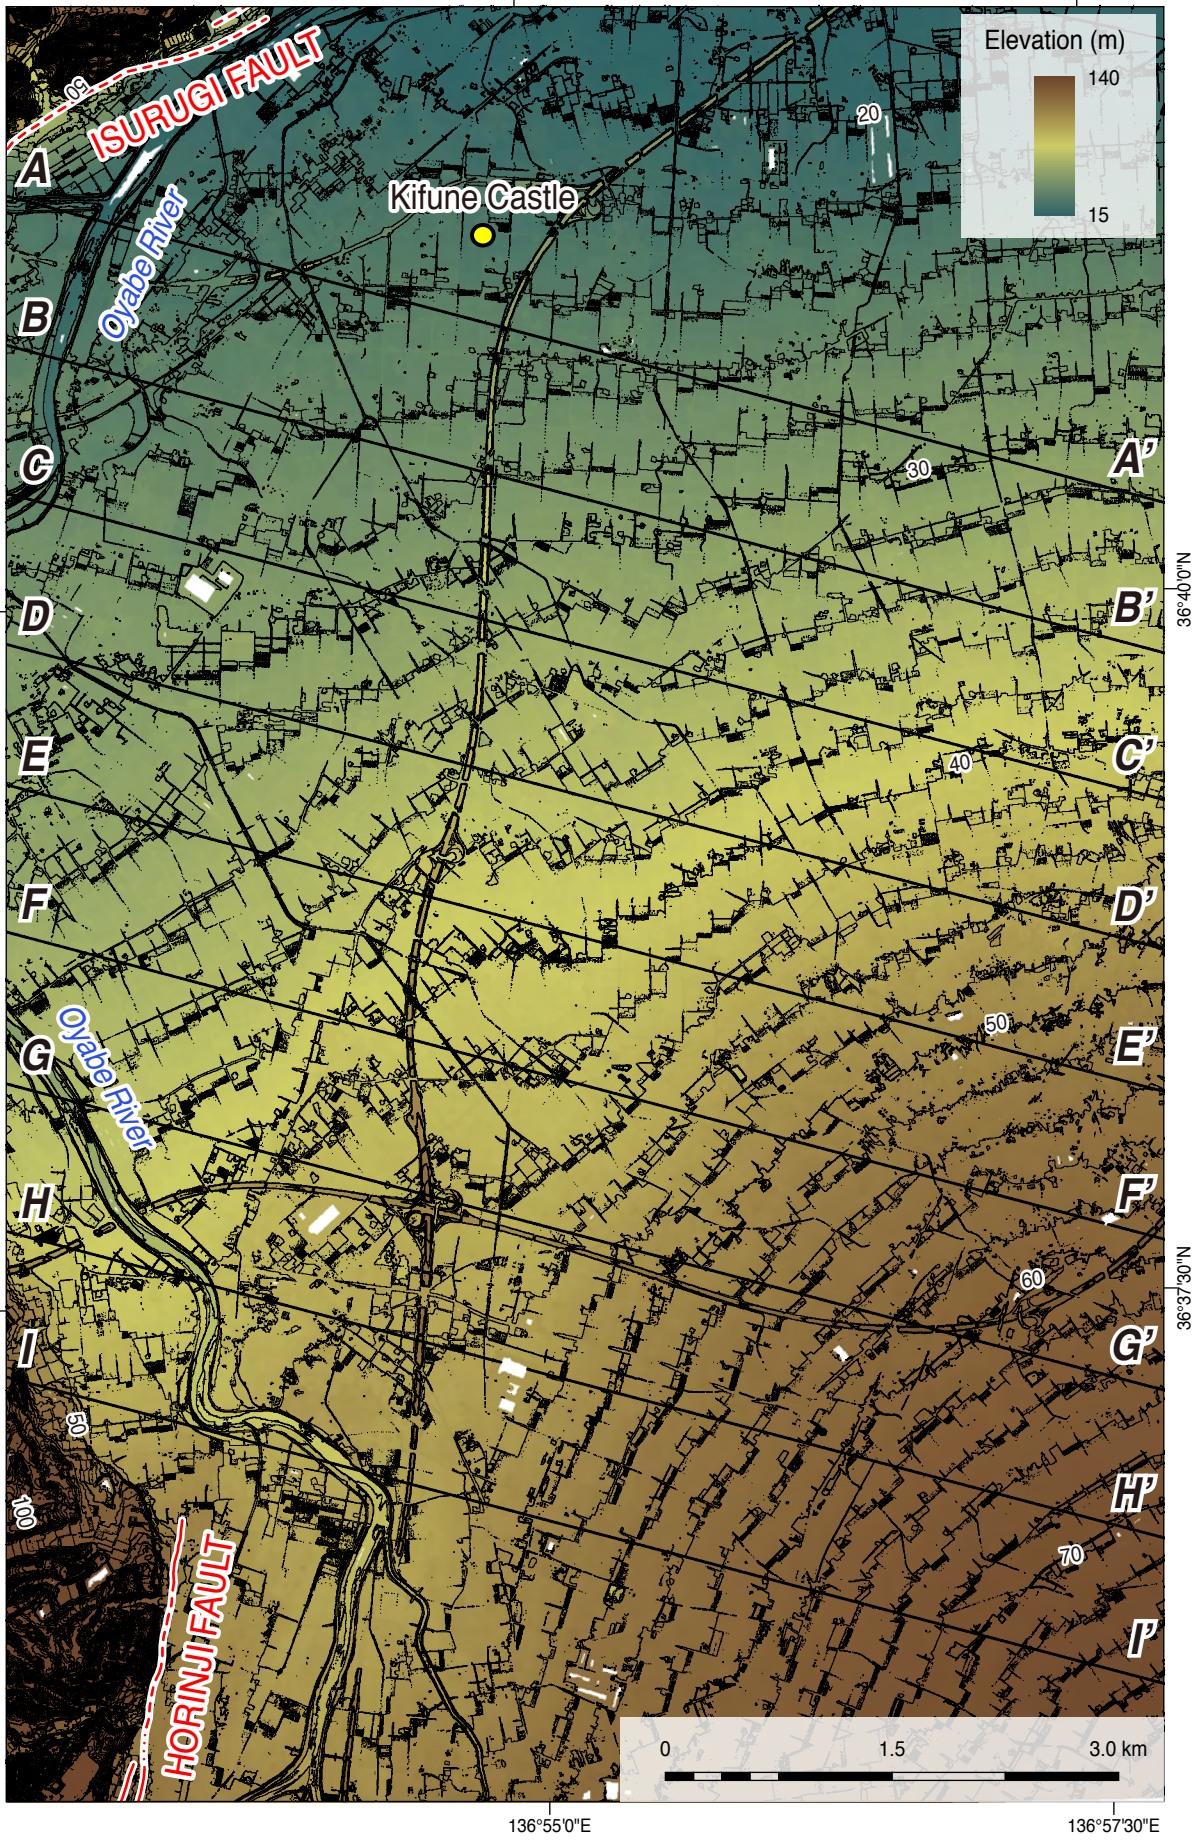 Elevation (m)
140
15
50
ISURUGI FAULT
20
A
Kifune Castle
Oyabe River
B
C
A'
30
36°40'0"N
D
B'
E
C'
40
F
D'
50
Oyabe River
G
E'
H
F'
60
36°37'30"N
I
G'
50
100
H'
70
HORINJI FAULT
I'
0 1.5 3.0 km
136°55'0"E
136°57'30"E